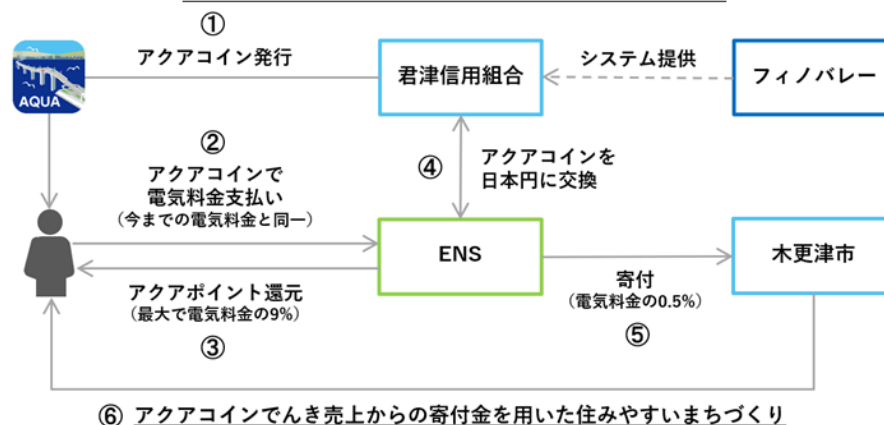 ①
アクアコイン発行
AQUA
君津信用組合
システム提供
フィノバレー
②
アクアコインで
電気料金支払い
（今までの電気料金と同一）
④
アクアコインを
日本円に交換
ENS
木更津市
アクアポイント還元
（最大で電気料金の9%）
③
寄付
（電気料金の0.5%）
⑤
⑥ アクアコインでんき売上からの寄付金を用いた住みやすいまちづくり